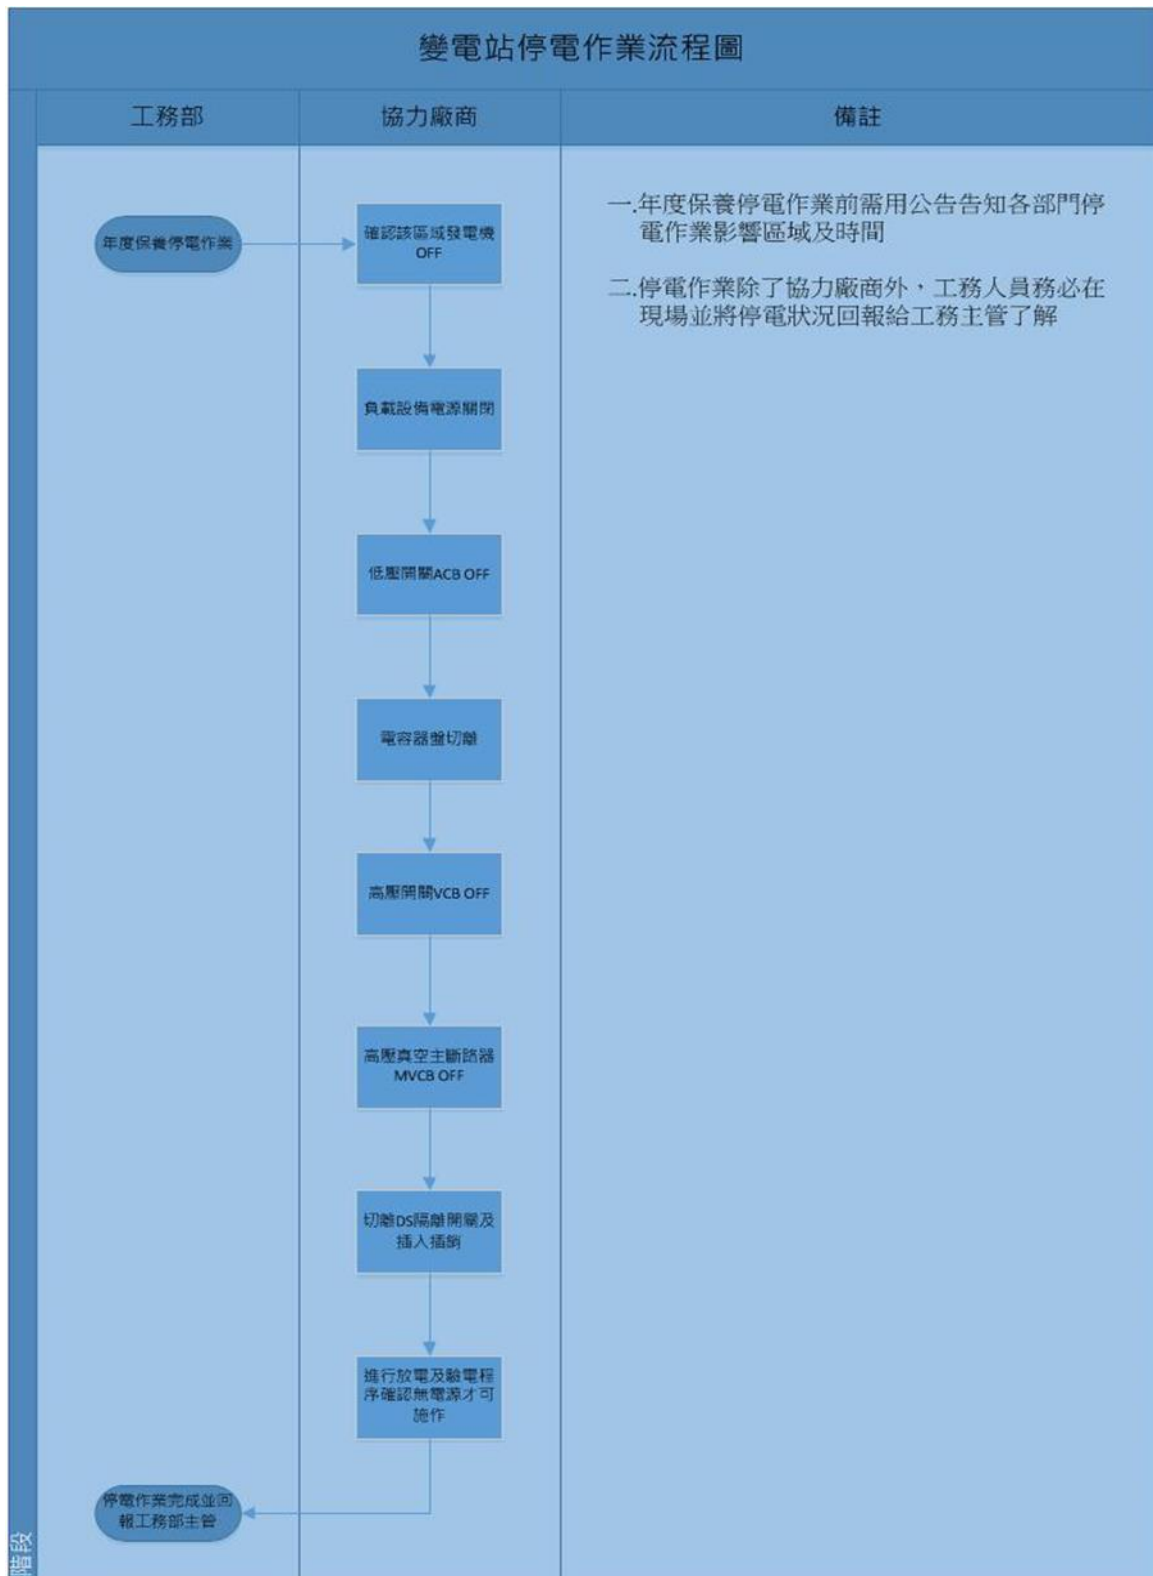 變電站停電作業流程圖
工務部
協力廠商
備註
年度保養停電作業
確認該區域發電機
OFF
負載設備電源關閉
低壓開關ACB OFF
電容器盤切離
高壓開關VCB OFF
高壓真空主斷路器
MVCB OFF
切離DS隔離開關及
插入插銷
進行放電及驗電程
序確認無電源才可
施作
停電作業完成並回
報工務部主管
一.年度保養停電作業前需用公告告知各部門停
電作業影響區域及時間
二.停電作業除了協力廠商外，工務人員務必在
現場並將停電狀況回報給工務主管了解
階段